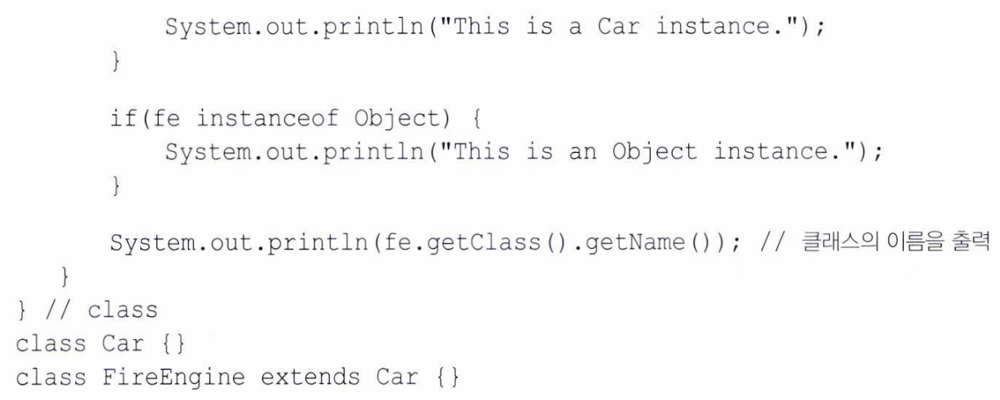 System.out.println("This is a Car instance.");
}
if(fe instanceof Object) {
System.out.println("This is an Object instance.");
}
System.out.println(fe.getClass().getName()); // 클래스의 이름을 출력
}
} // class
class Car {}
class FireEngine extends Car {}